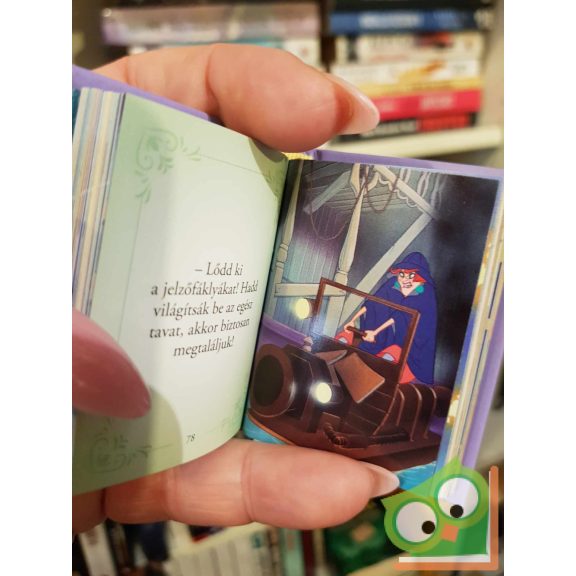 – Lődd ki
a jelzőfáklyákat! Hadd
világítsák be az egész
tavat, akkor biztosan
megtaláljuk!
78